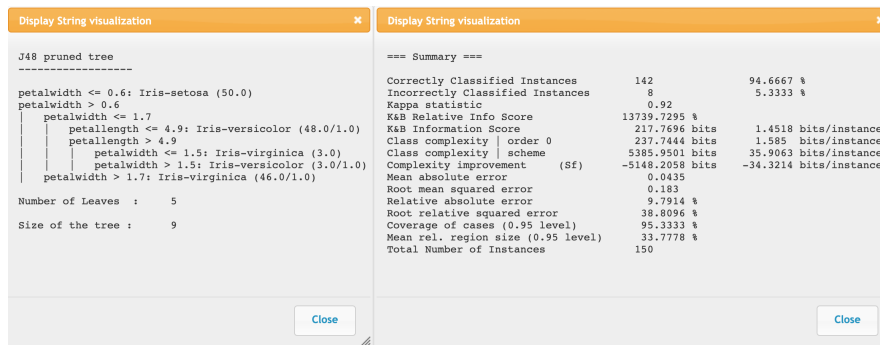 Display String visualization
J48 pruned tree
------------------
petalwidth <= 0.6: Iris-setosa (50.0)
petalwidth > 0.6
|   petalwidth <= 1.7
|   |   petallength <= 4.9: Iris-versicolor (48.0/1.0)
|   |   petallength > 4.9
|   |   |   petalwidth <= 1.5: Iris-virginica (3.0)
|   |   |   petalwidth > 1.5: Iris-versicolor (3.0/1.0)
|   petalwidth > 1.7: Iris-virginica (46.0/1.0)
Number of Leaves  :     5
Size of the tree :      9
Close
Display String visualization
=== Summary ===
Correctly Classified Instances         142               94.6667 %
Incorrectly Classified Instances         8                5.3333 %
Kappa statistic                          0.92
K&B Relative Info Score              13739.7295 %
K&B Information Score                  217.7696 bits      1.4518 bits/instance
Class complexity | order 0             237.7444 bits      1.585  bits/instance
Class complexity | scheme             5385.9501 bits     35.9063 bits/instance
Complexity improvement     (Sf)      -5148.2058 bits    -34.3214 bits/instance
Mean absolute error                      0.0435
Root mean squared error                  0.183
Relative absolute error                  9.7914 %
Root relative squared error             38.8096 %
Coverage of cases (0.95 level)          95.3333 %
Mean rel. region size (0.95 level)      33.7778 %
Total Number of Instances              150
Close